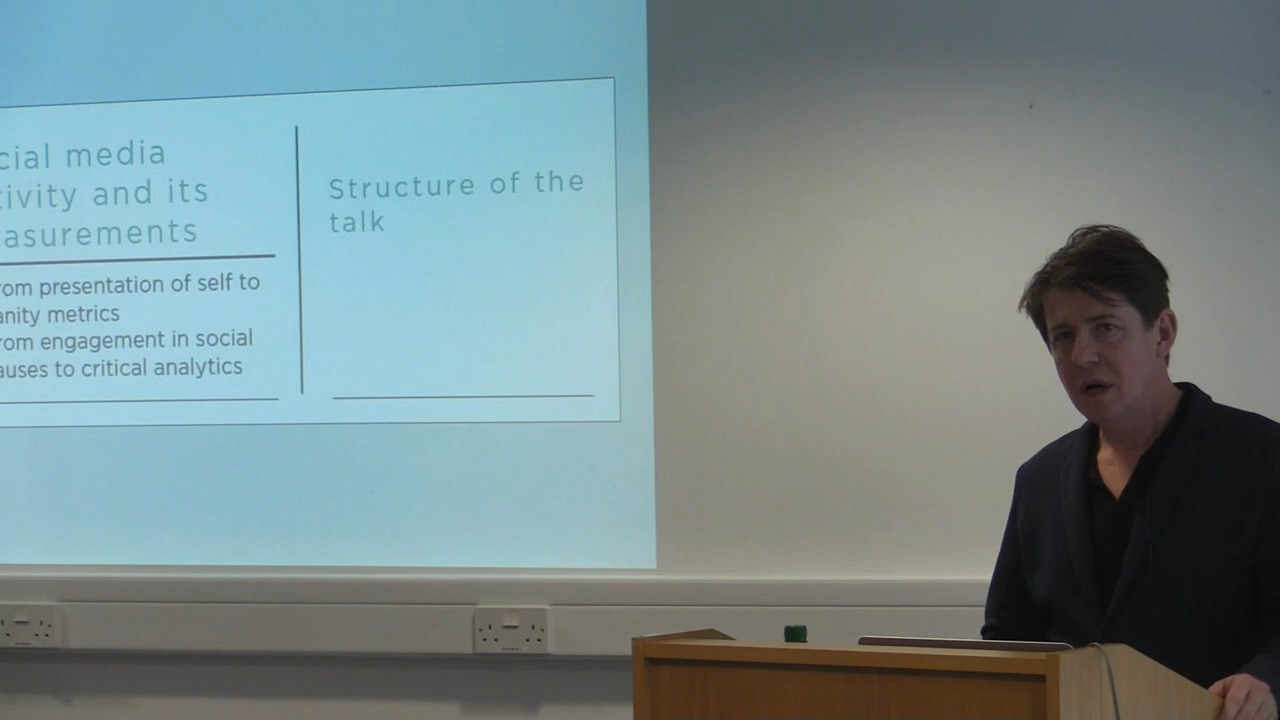 cial media
tivity and its
asurements
rom presentation of self to
anity metrics
rom engagement in social
auses to critical analytics
Structure of the
talk